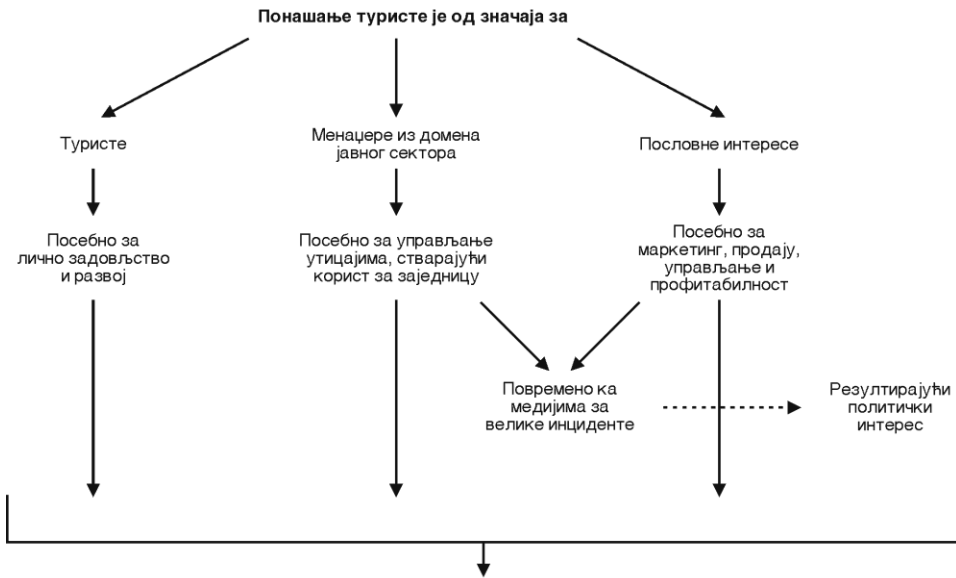 Понашање туристе је од значаја за
Туристе
Менаџере из домена
јавног сектора
Пословне интересе
Посебно за
лично задовљство
и развој
Посебно за управљање
утицајима, стварајући
корист за заједницу
Посебно за
маркетинг, продају,
управљање и
профитабилност
Повремено ка
медијима за
велике инциденте
Резултирајући
политички
интерес